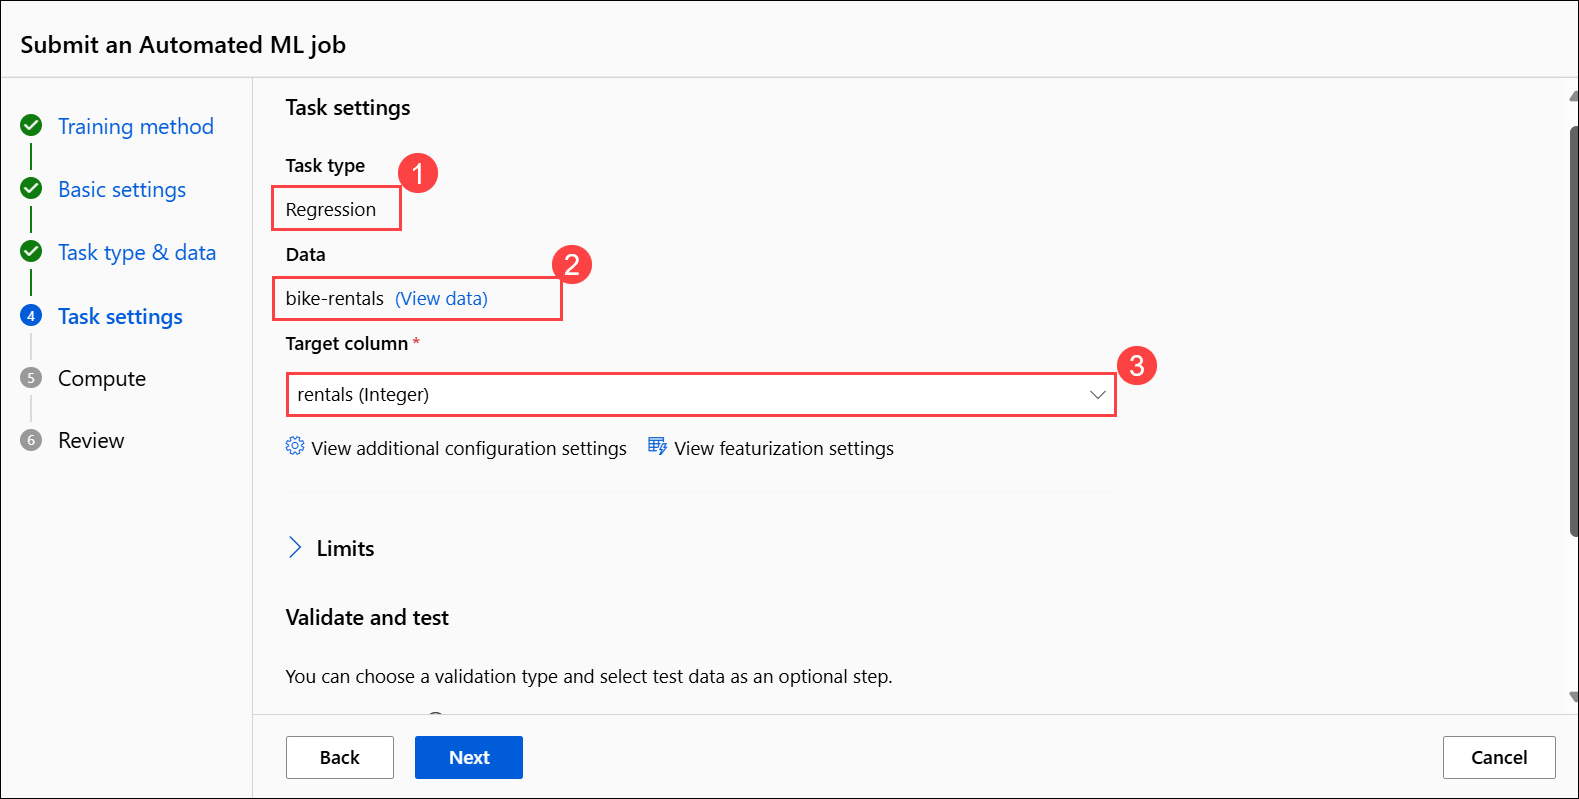 Submit an Automated ML job
Training method
Basic settings
Task type & data
4 Task settings
5 Compute
6 Review
Task settings
Task type
1
Regression
Data
2
bike-rentals (View data)
Target column *
3
rentals (Integer)
View additional configuration settings View featurization settings
Limits
Validate and test
You can choose a validation type and select test data as an optional step.
Back Next Cancel